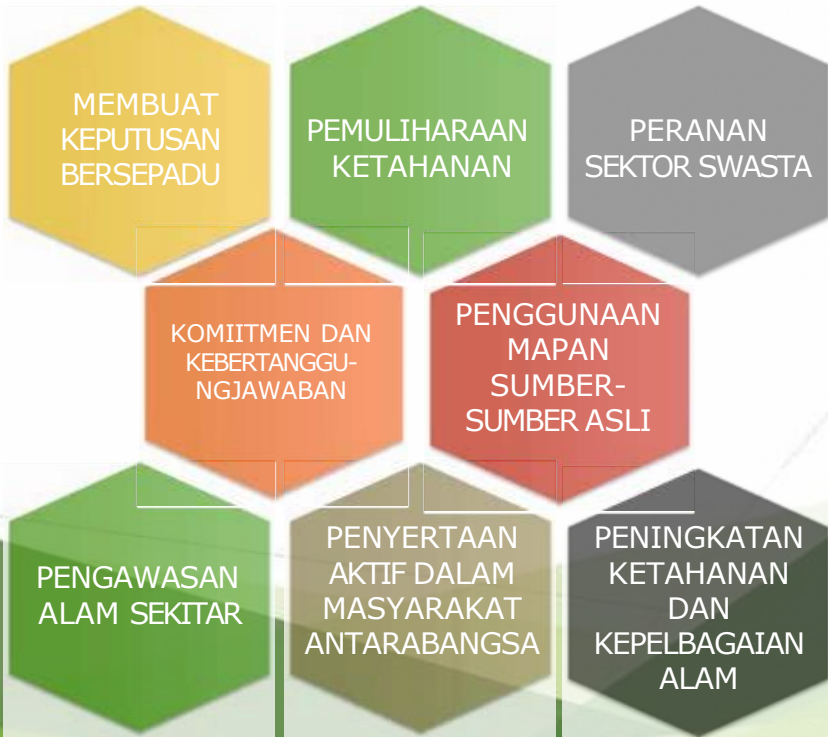 MEMBUAT
KEPUTUSAN
BERSEPADU
PEMULIHARAAN
KETAHANAN
PERANAN
SEKTOR SWASTA
KOMIITMEN DAN
KEBERTANGGU-
NGJAWABAN
PENGGUNAAN
MAPAN
SUMBER-
SUMBER ASLI
PENGAWASAN
ALAM SEKITAR
PENYERTAAN
AKTIF DALAM
MASYARAKAT
ANTARABANGSA
PENINGKATAN
KETAHANAN
DAN
KEPELBAGAIAN
ALAM